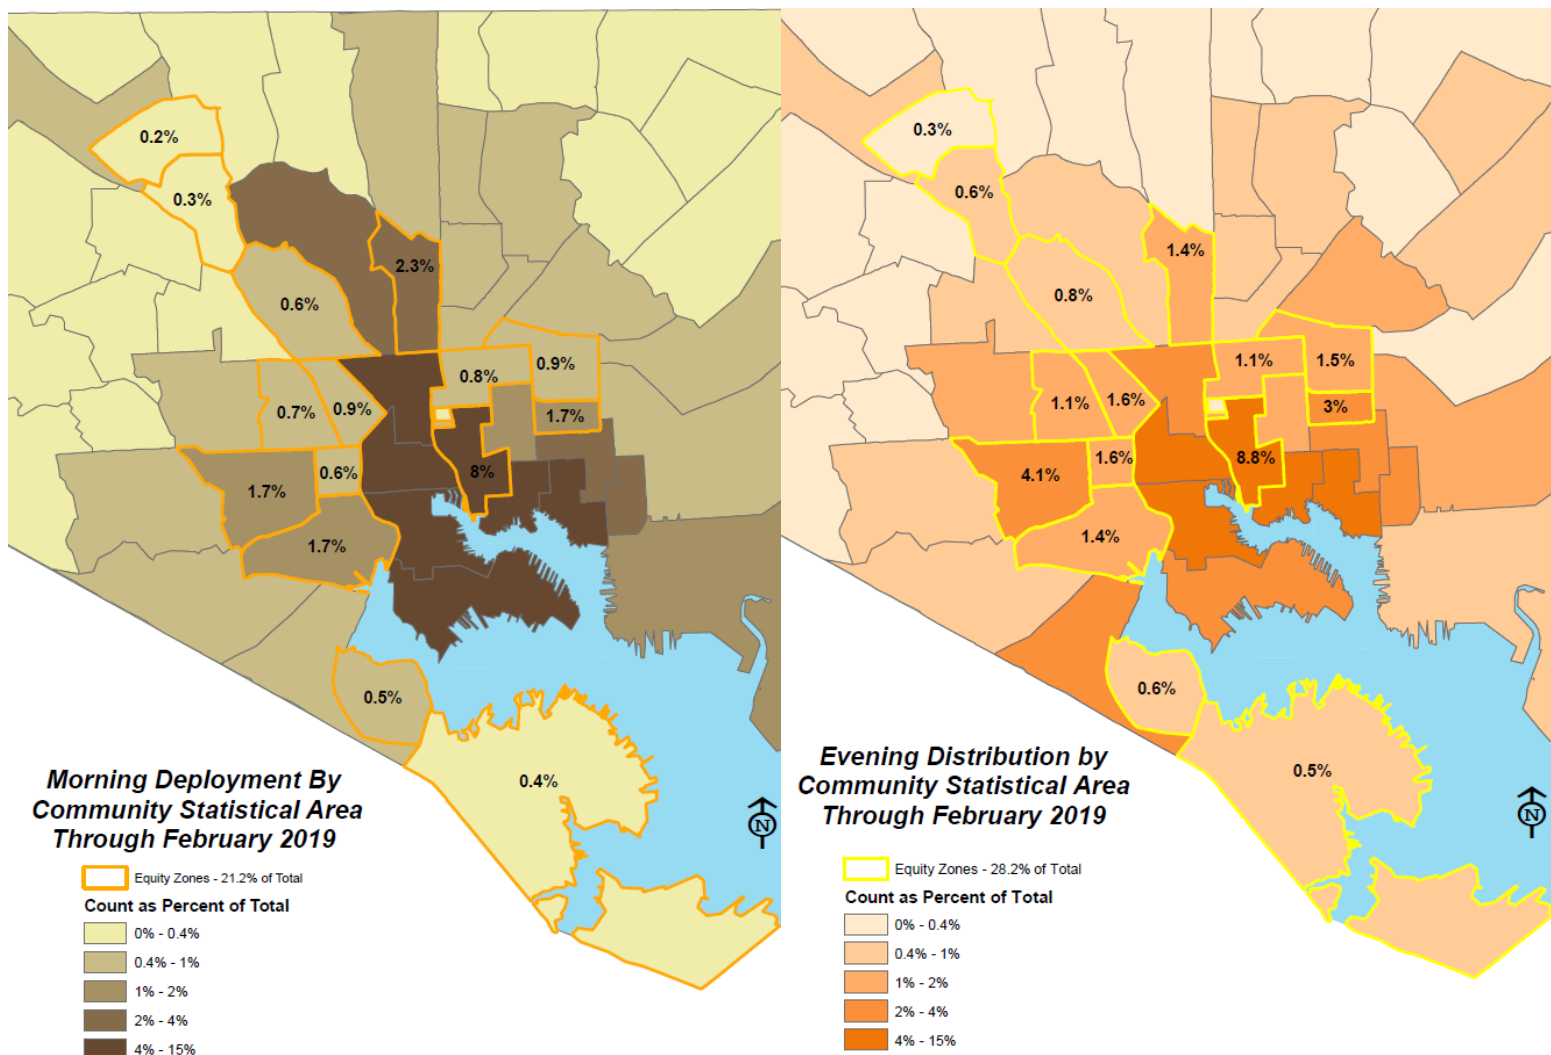 0.2%
0.3%
2.3%
0.6%
0.9%
0.8%
0.7%
0.9%
1.7%
0.6%
8%
1.7%
1.7%
0.5%
0.4%
Morning Deployment By
Community Statistical Area
Through February 2019
N
Equity Zones - 21.2% of Total
Count as Percent of Total
0% - 0.4%
0.4% - 1%
1% - 2%
2% - 4%
4% - 15%
0.3%
0.6%
1.4%
0.8%
1.1%
1.5%
1.1%
1.6%
3%
1.6%
8.8%
4.1%
1.4%
0.6%
0.5%
Evening Distribution by
Community Statistical Area
Through February 2019
N
Equity Zones - 28.2% of Total
Count as Percent of Total
0% - 0.4%
0.4% - 1%
1% - 2%
2% - 4%
4% - 15%